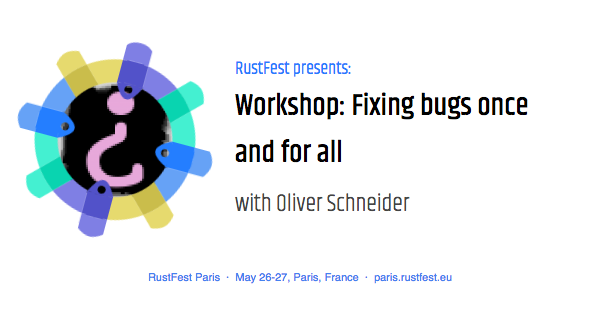 RustFest presents:
Workshop: Fixing bugs once
and for all
with Oliver Schneider
¿
RustFest Paris · May 26-27, Paris, France · paris.rustfest.eu